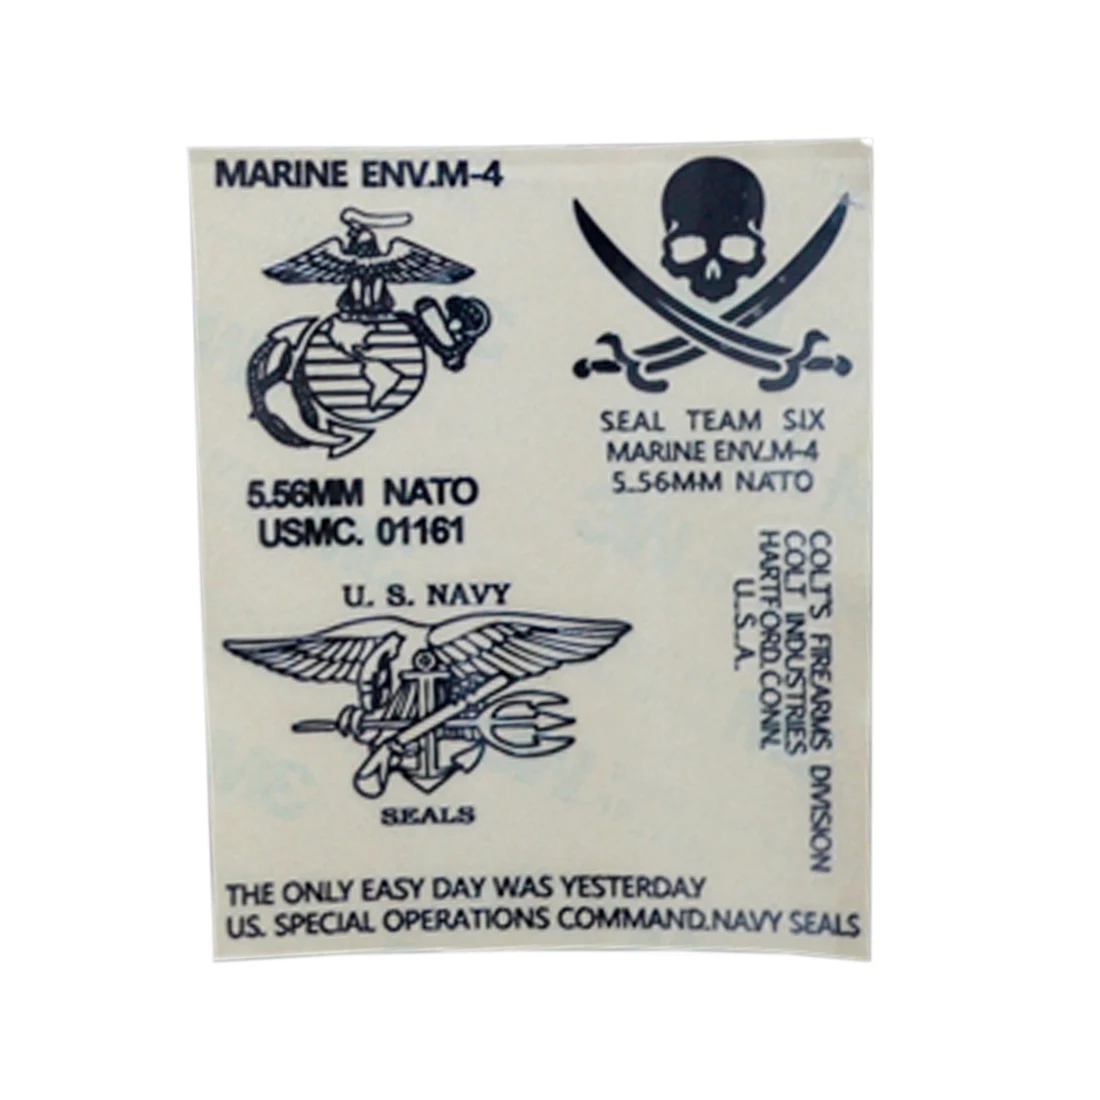 MARINE ENV.M-4
5.56MM NATO
USMC. 01161
SEAL TEAM SIX
MARINE ENV.M-4
5.56MM NATO
COLT'S FIREARMS DIVISION
COLT INDUSTRIES
HARTFORD.CONN.
U.S.A.
U. S. NAVY
SEALS
THE ONLY EASY DAY WAS YESTERDAY
US. SPECIAL OPERATIONS COMMAND.NAVY SEALS